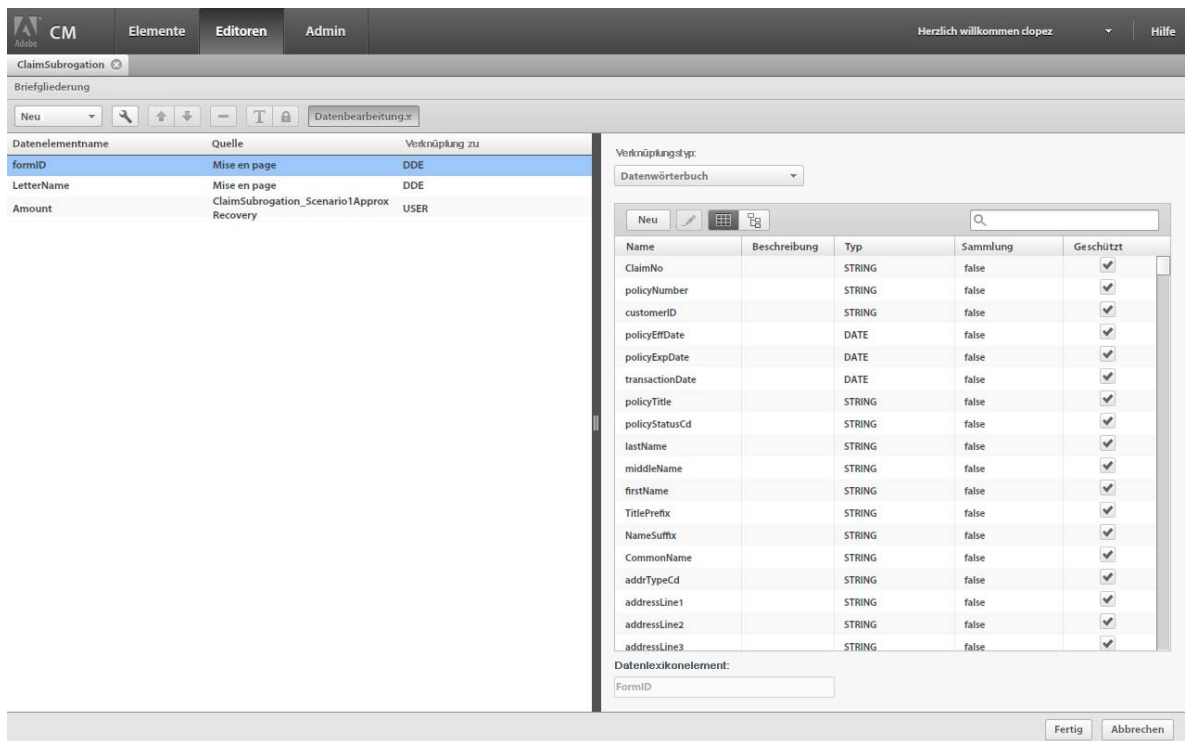 Adobe CM Elemente Editoren Admin Herzlich willkommen clopez Hilfe
ClaimSubrogation
Briefgliederung
Neu T Datenbearbeitung.π
Datenelementname Quelle Verknüpfung zu
formID Mise en page DDE
LetterName Mise en page DDE
Amount ClaimSubrogation_Scenario1Approx USER
Recovery
Verknüpfungstyp:
Datenwörterbuch
Neu
Name Beschreibung Typ Sammlung Geschützt
ClaimNo STRING false
policyNumber STRING false
customerID STRING false
policyEffDate DATE false
policyExpDate DATE false
transactionDate DATE false
policyTitle STRING false
policyStatusCd STRING false
lastName STRING false
middleName STRING false
firstName STRING false
TitlePrefix STRING false
NameSuffix STRING false
CommonName STRING false
addrTypeCd STRING false
addressLine1 STRING false
addressLine2 STRING false
addressLine3 STRING false
Datenlexikonelement:
FormID
Fertig Abbrechen